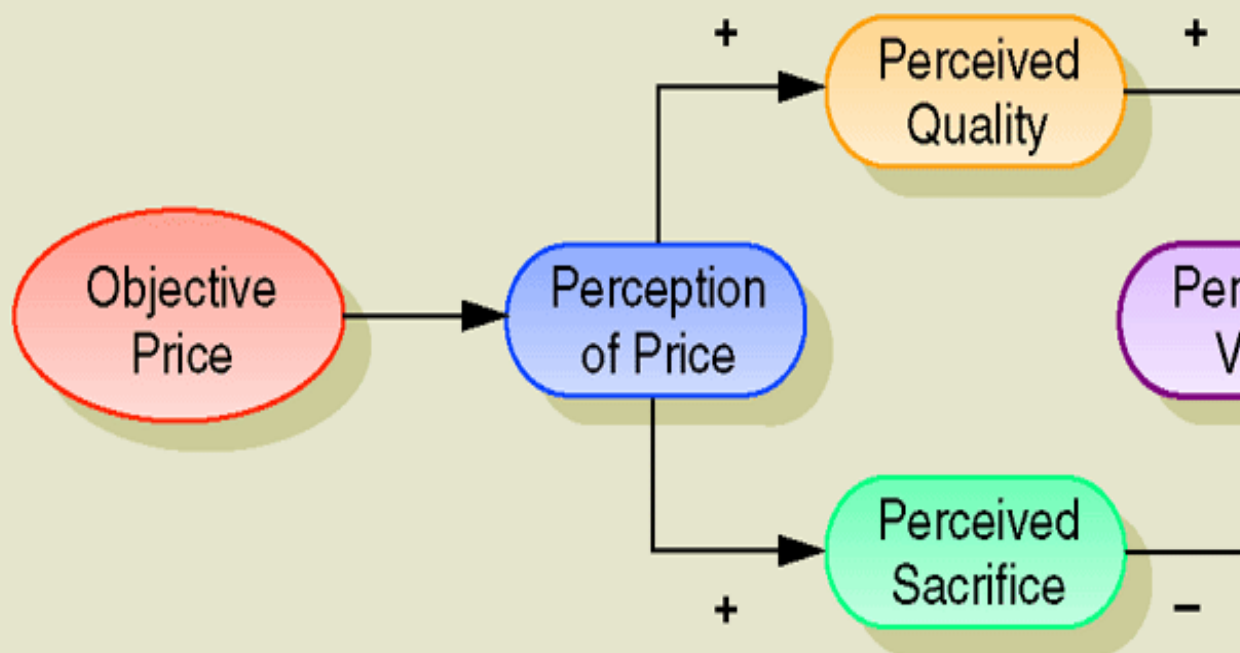 +
Perceived
Quality
+
Objective
Price
Perception
of Price
Perceived
Sacrifice
+
−